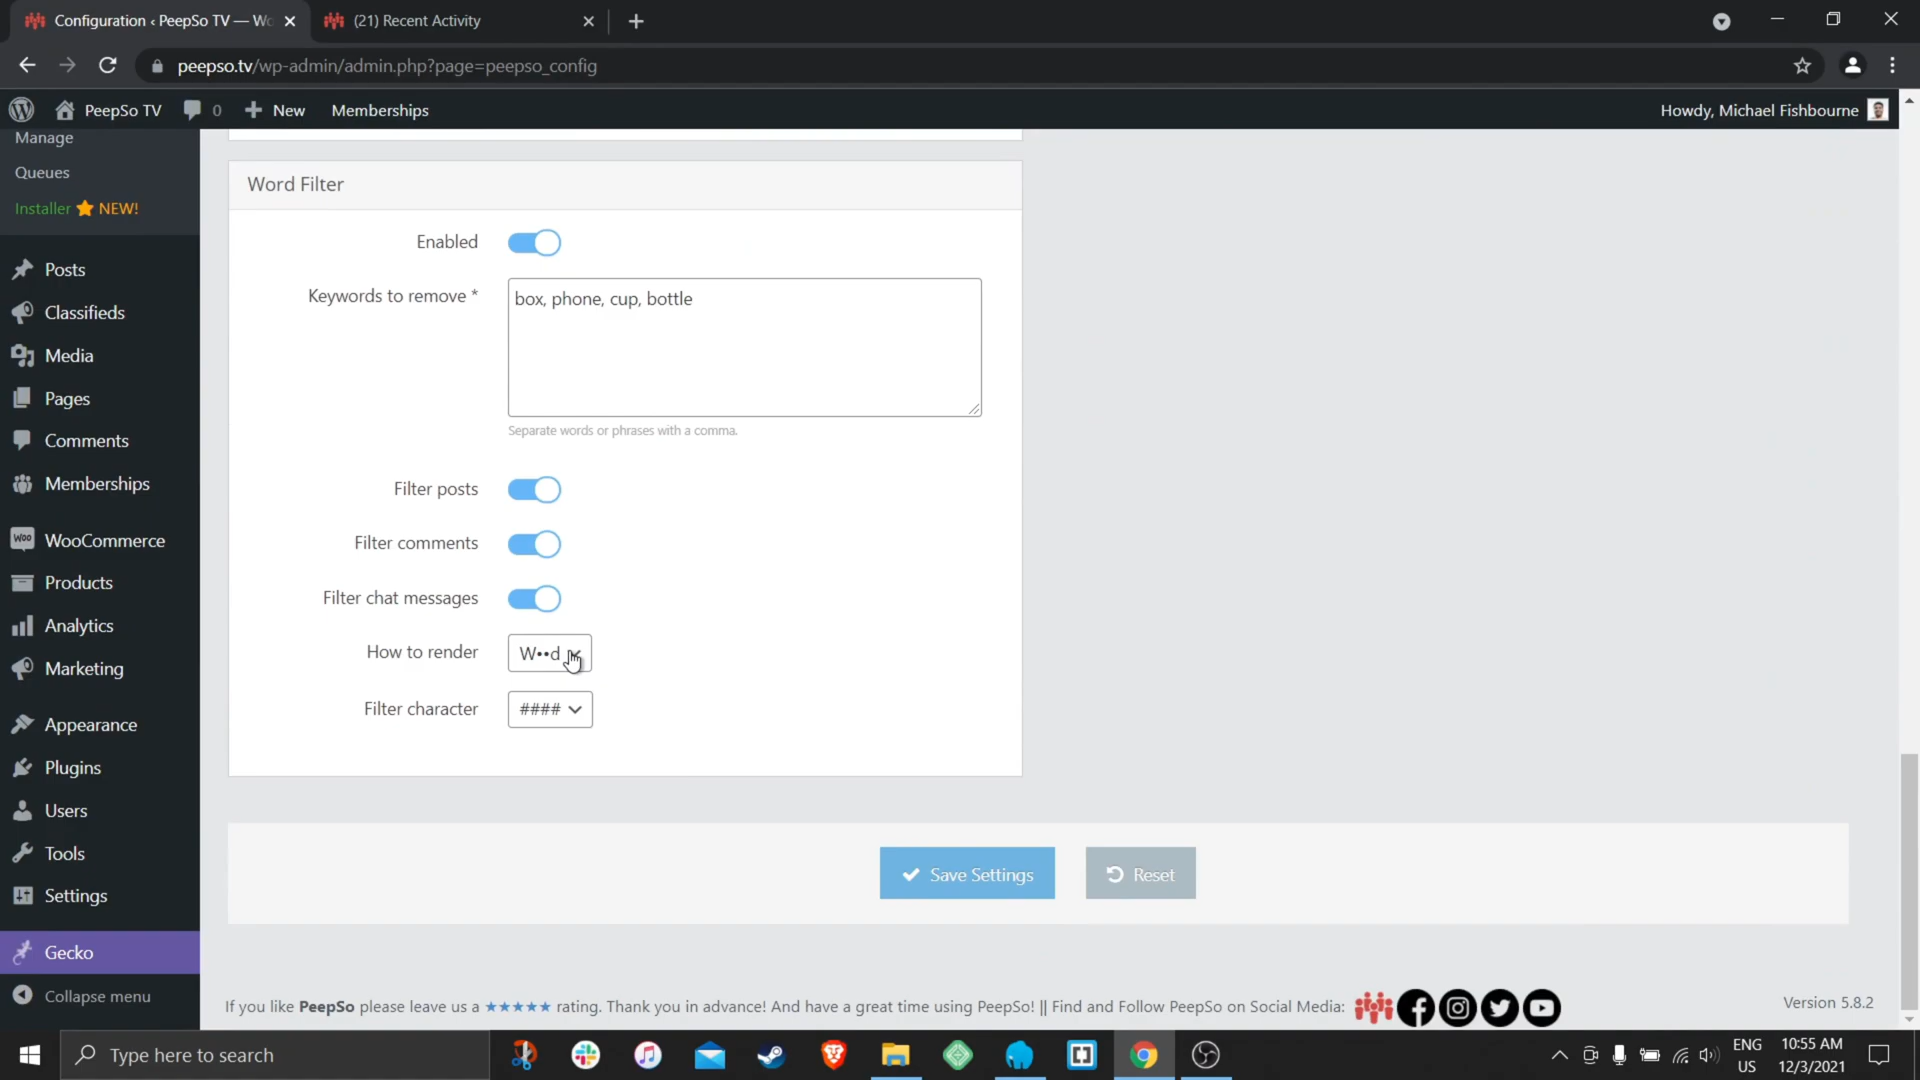 Configuration ‹ PeepSo TV — Wo
(21) Recent Activity
peepso.tv/wp-admin/admin.php?page=peepso_config
PeepSo TV
0
New
Memberships
Howdy, Michael Fishbourne
Manage
Queues
Installer ⭐ NEW!
Posts
Classifieds
Media
Pages
Comments
Memberships
Woo
WooCommerce
Products
Analytics
Marketing
Appearance
Plugins
Users
Tools
Settings
Gecko
Collapse menu
Word Filter
Enabled
Keywords to remove *
box, phone, cup, bottle
Separate words or phrases with a comma.
Filter posts
Filter comments
Filter chat messages
How to render
W••d
Filter character
####
Save Settings
Reset
If you like PeepSo please leave us a ★★★★★ rating. Thank you in advance! And have a great time using PeepSo! || Find and Follow PeepSo on Social Media:
Version 5.8.2
Type here to search
ENG
US
10:55 AM
12/3/2021